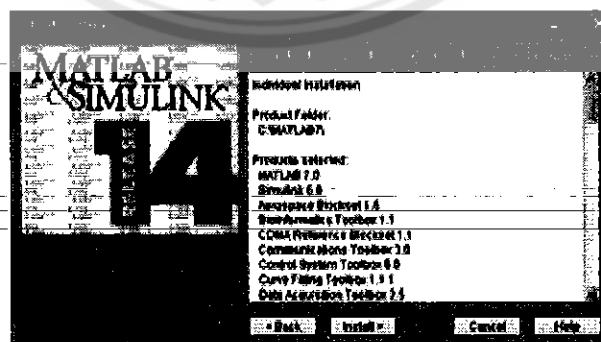 MATLAB
&SIMULINK
14
Individual Installation
Product Folder:
C:\MATLAB7\
Products selected:
MATLAB 7.0
Simulink 6.0
Aerospace Blockset 1.6
Bioinformatics Toolbox 1.1
CDMA Reference Blockset 1.1
Communications Toolbox 3.0
Control System Toolbox 6.0
Curve Fitting Toolbox 1.1.1
Data Acquisition Toolbox 2.5
< Back
Install >
Cancel
Help